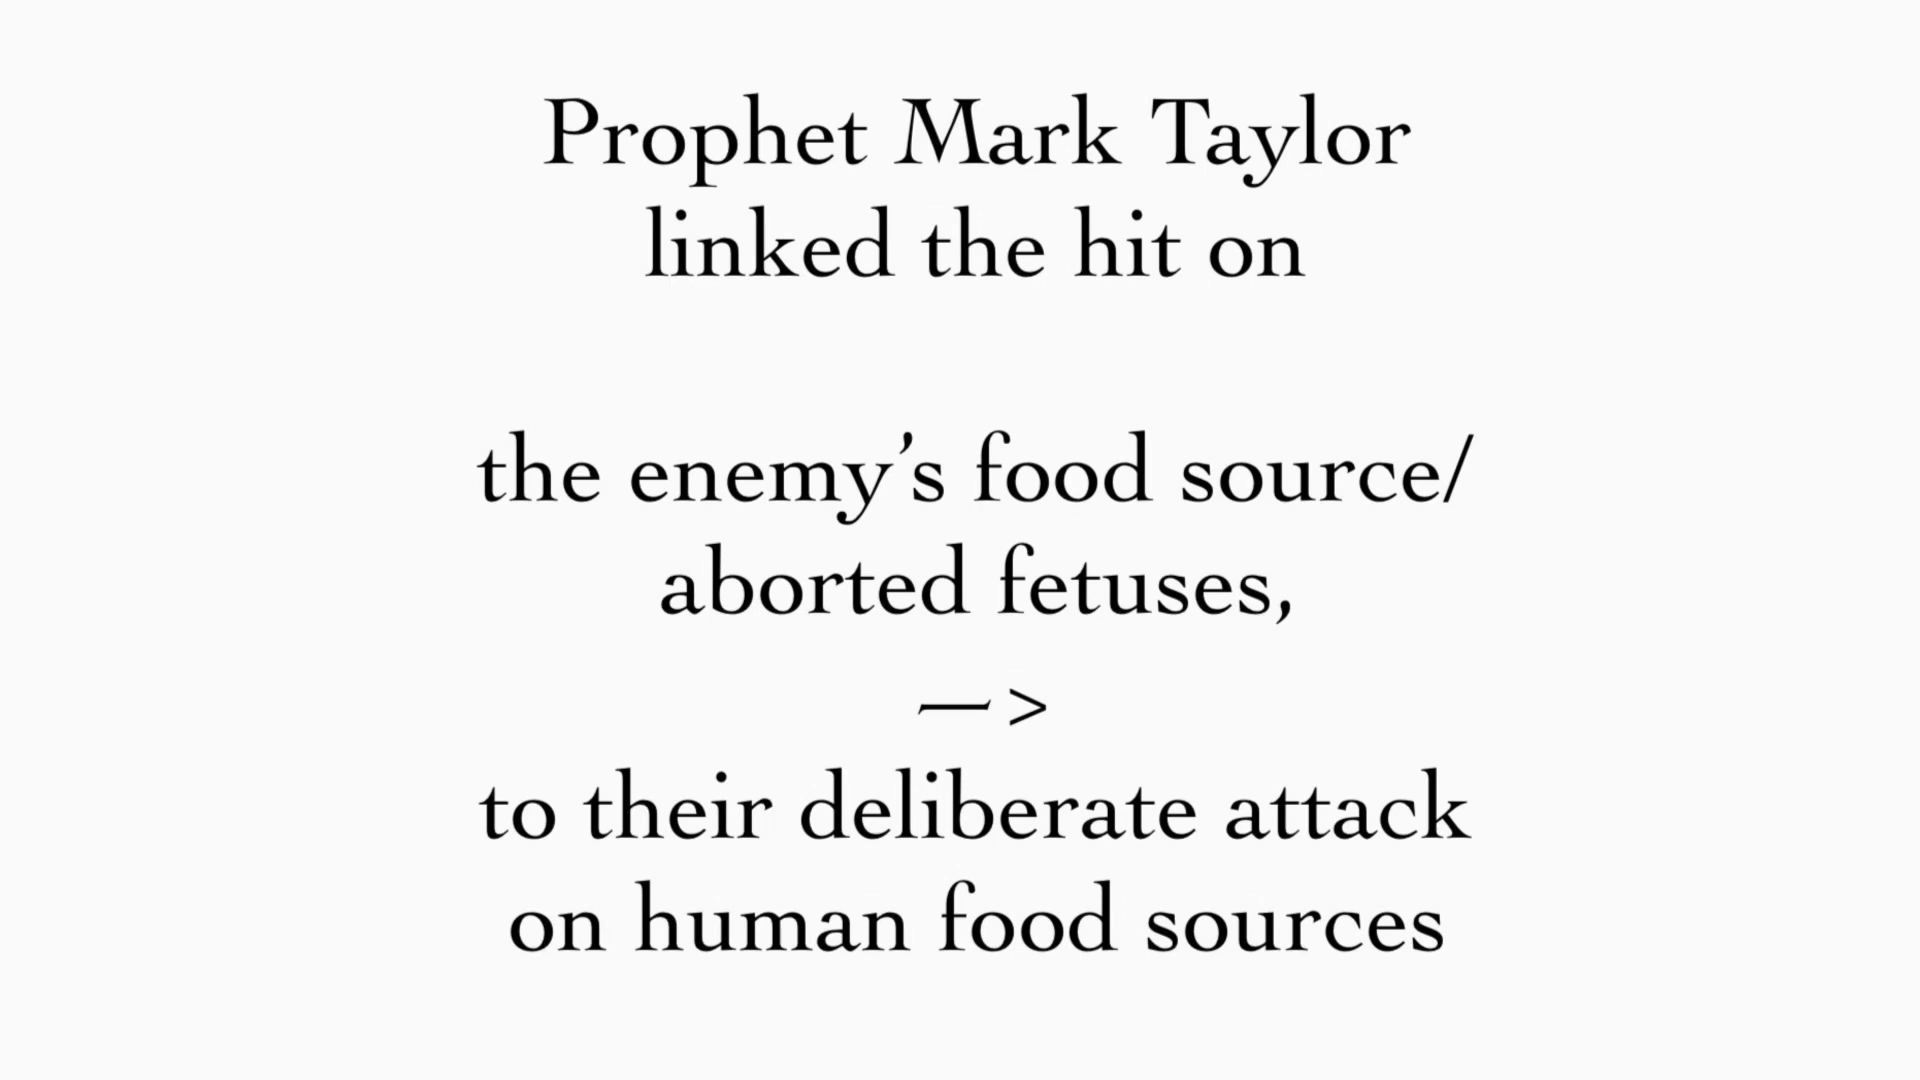 Prophet Mark Taylor
linked the hit on
the enemy’s food source/
aborted fetuses,
—>
to their deliberate attack
on human food sources